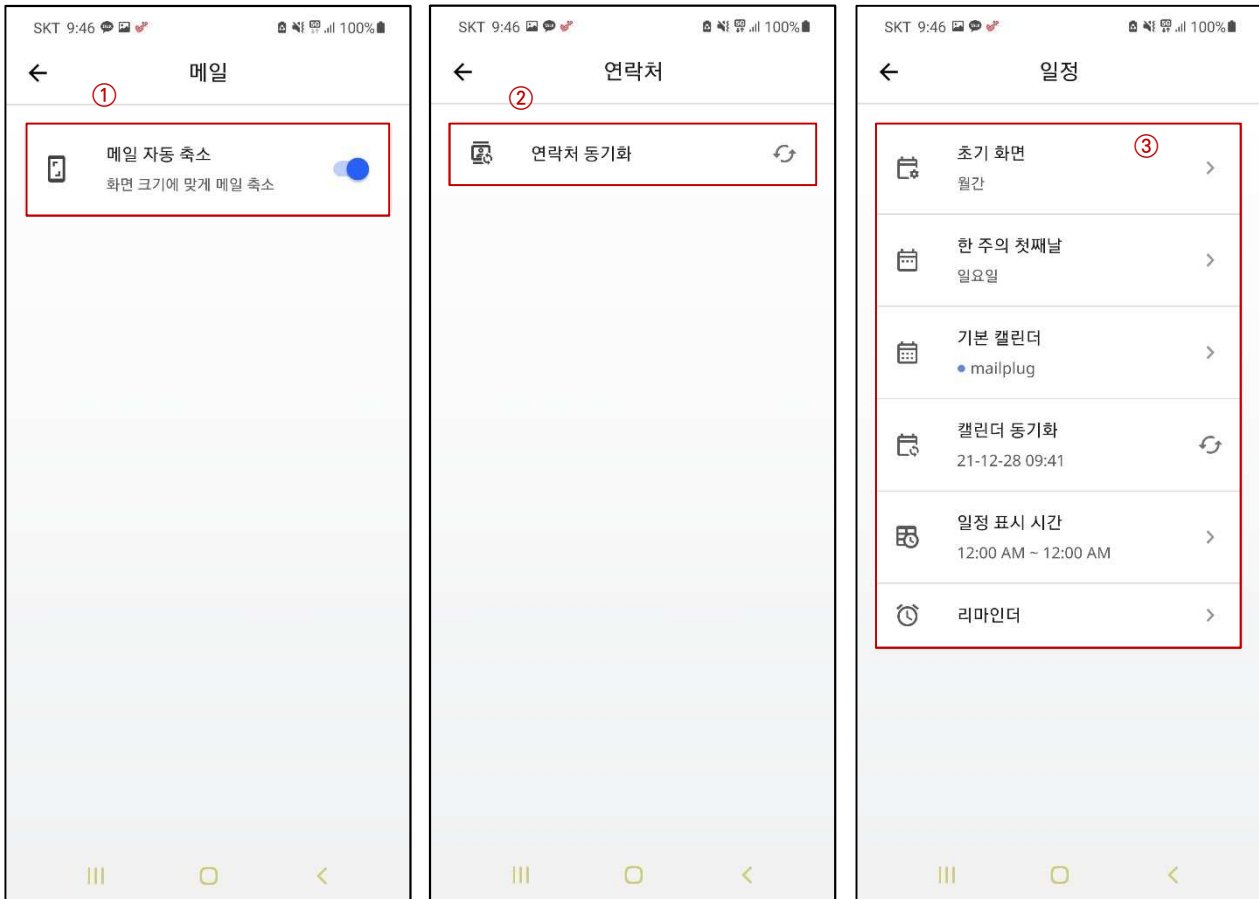 SKT 9:46
100%
메일
①
메일 자동 축소
화면 크기에 맞게 메일 축소
SKT 9:46
100%
연락처
②
연락처 동기화
SKT 9:46
100%
일정
③
초기 화면
월간
한 주의 첫째날
일요일
기본 캘린더
mailplug
캘린더 동기화
21-12-28 09:41
일정 표시 시간
12:00 AM ~ 12:00 AM
리마인더